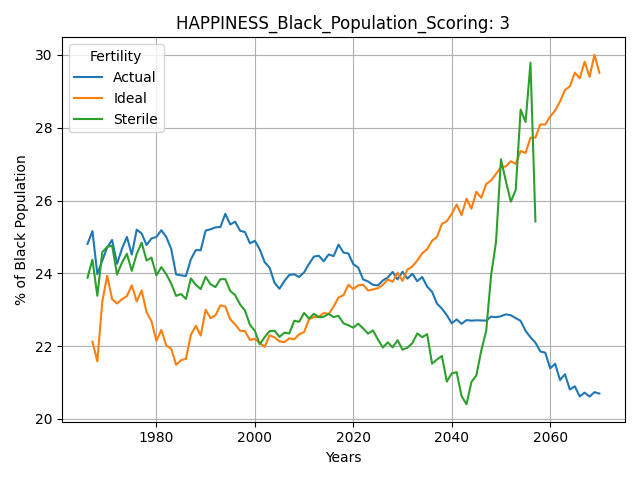 HAPPINESS_Black_Population_Scoring: 3
Fertility
Actual
Ideal
Sterile
% of Black Population
30
28
26
24
22
20
1980
2000
2020
2040
2060
Years